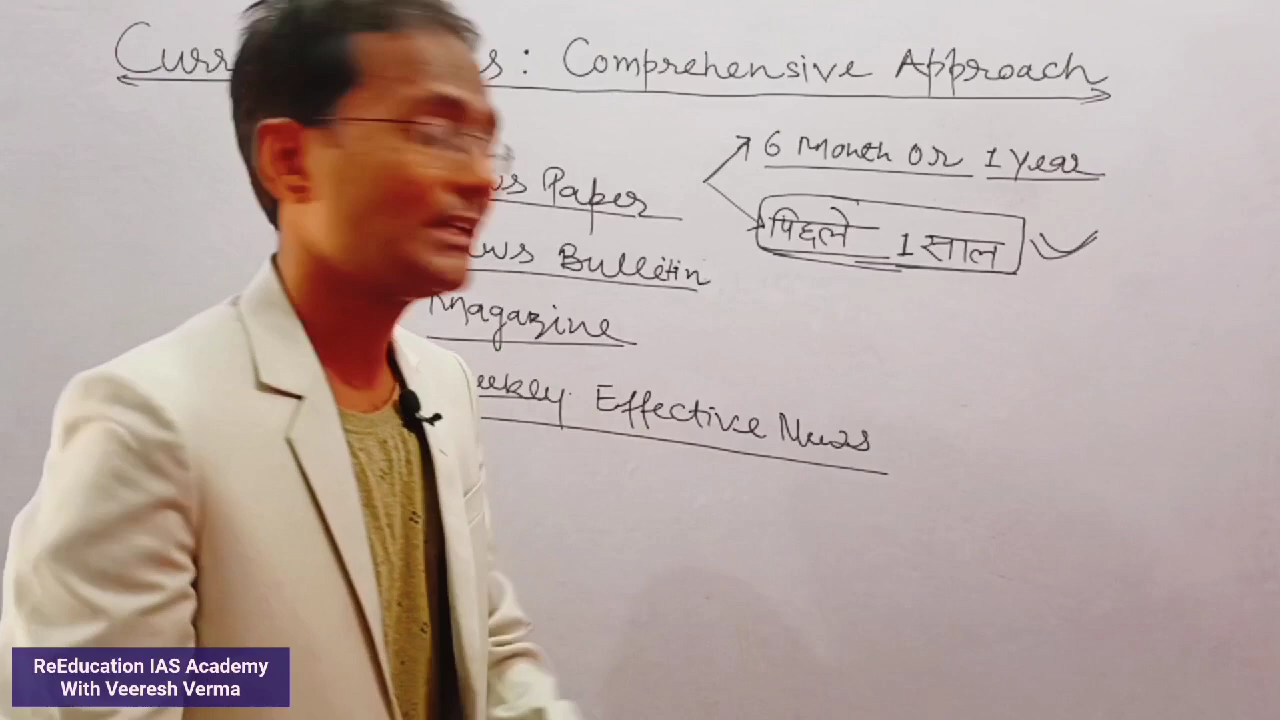 : Comprehensive Approach
Paper
Bulletin
Magazine
Effective News
6 Month Or 1 Year
पिछले 1 साल
ReEducation IAS Academy
With Veeresh Verma